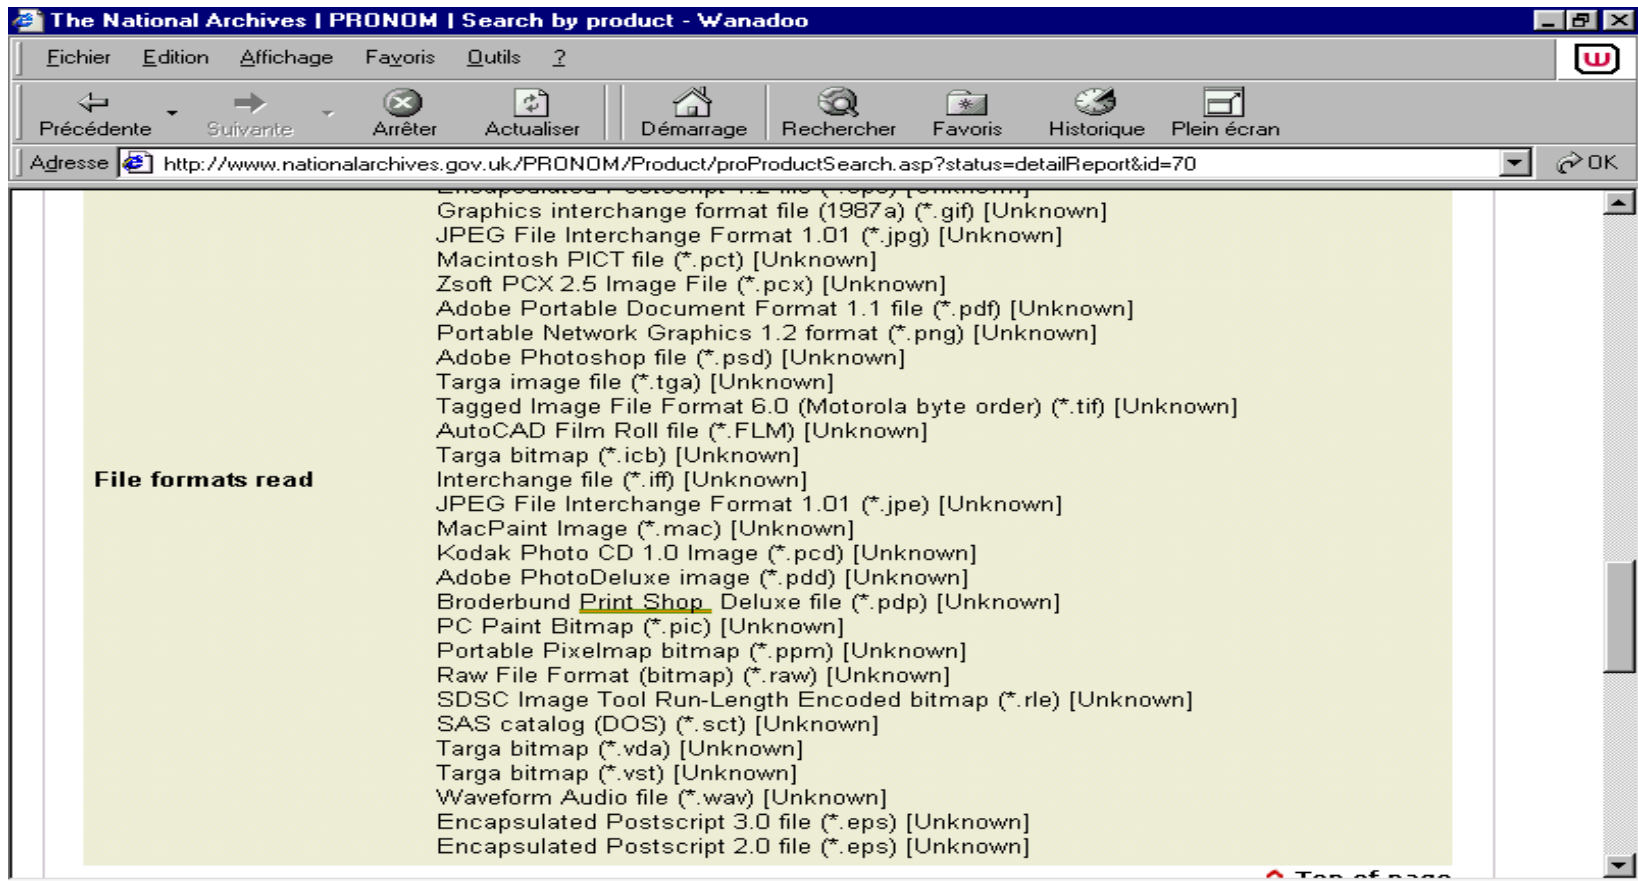 The National Archives | PRONOM | Search by product - Wanadoo
Fichier Edition Affichage Favoris Outils ?
W
Précédente Suivante Arrêter Actualiser Démarrage Rechercher Favoris Historique Plein écran
Adresse http://www.nationalarchives.gov.uk/PRONOM/Product/proProductSearch.asp?status=detailReport&id=70 OK
Encapsulated Postscript 1.2 file (*.eps) [Unknown]
Graphics interchange format file (1987a) (*.gif) [Unknown]
JPEG File Interchange Format 1.01 (*.jpg) [Unknown]
Macintosh PICT file (*.pct) [Unknown]
Zsoft PCX 2.5 Image File (*.pcx) [Unknown]
Adobe Portable Document Format 1.1 file (*.pdf) [Unknown]
Portable Network Graphics 1.2 format (*.png) [Unknown]
Adobe Photoshop file (*.psd) [Unknown]
Targa image file (*.tga) [Unknown]
Tagged Image File Format 6.0 (Motorola byte order) (*.tif) [Unknown]
AutoCAD Film Roll file (*.FLM) [Unknown]
Targa bitmap (*.icb) [Unknown]
File formats read Interchange file (*.iff) [Unknown]
JPEG File Interchange Format 1.01 (*.jpe) [Unknown]
MacPaint Image (*.mac) [Unknown]
Kodak Photo CD 1.0 Image (*.pcd) [Unknown]
Adobe PhotoDeluxe image (*.pdd) [Unknown]
Broderbund Print Shop Deluxe file (*.pdp) [Unknown]
PC Paint Bitmap (*.pic) [Unknown]
Portable Pixelmap bitmap (*.ppm) [Unknown]
Raw File Format (bitmap) (*.raw) [Unknown]
SDSC Image Tool Run-Length Encoded bitmap (*.rle) [Unknown]
SAS catalog (DOS) (*.sct) [Unknown]
Targa bitmap (*.vda) [Unknown]
Targa bitmap (*.vst) [Unknown]
Waveform Audio file (*.wav) [Unknown]
Encapsulated Postscript 3.0 file (*.eps) [Unknown]
Encapsulated Postscript 2.0 file (*.eps) [Unknown]
Top of page